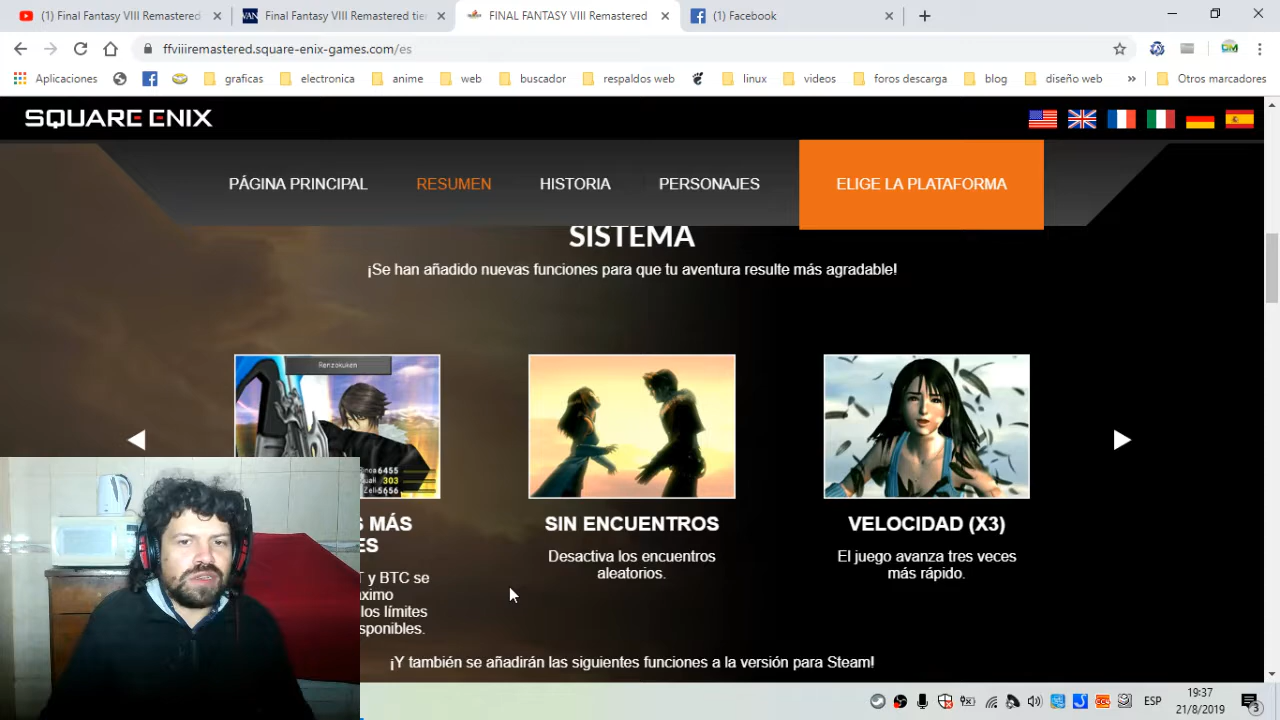 (1) Final F
Final Fantasy VIII Remastered tie
FINAL FANTASY VIII Remastered
(1) Facebook
ffviiiremastered.square-enix-games.com/es
Aplicaciones
graficas
electronica
anime
web
buscador
respaldos web
linux
videos
foros descarga
blog
diseño web
»
Otros marcadores
SQUARE ENIX
PÁGINA PRINCIPAL
RESUMEN
HISTORIA
PERSONAJES
ELIGE LA PLATAFORMA
SISTEMA
¡Se han añadido nuevas funciones para que tu aventura resulte más agradable!
Renzokuken
6455
303
5656
S MÁS
ES
SIN ENCUENTROS
VELOCIDAD (X3)
Desactiva los encuentros
aleatorios.
El juego avanza tres veces
más rápido.
T y BTC se
áximo
los límites
sponibles.
¡Y también se añadirán las siguientes funciones a la versión para Steam!
ESP
19:37
21/8/2019
3